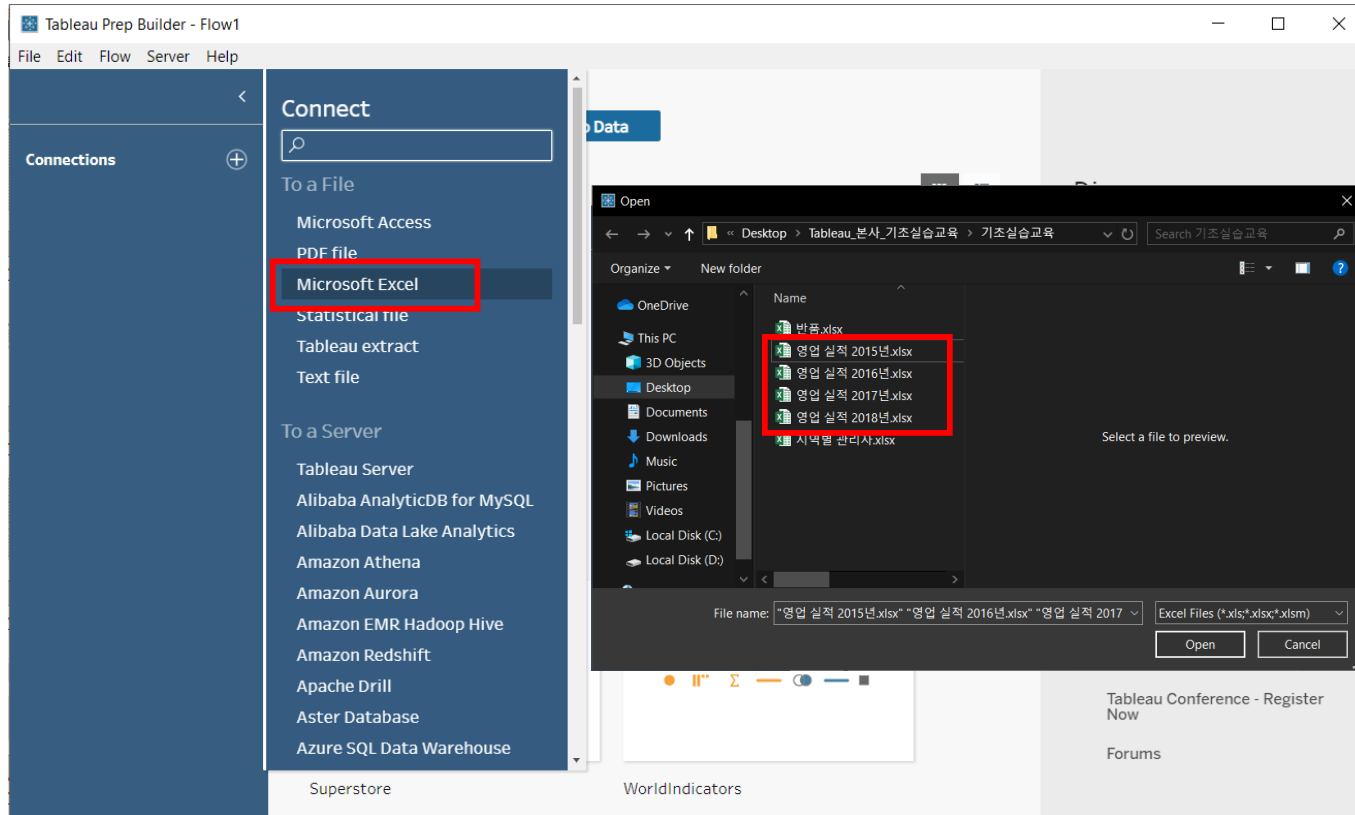 Tableau Prep Builder - Flow1
File Edit Flow Server Help
Connections
Connect
To a File
Microsoft Access
PDF file
Microsoft Excel
Statistical file
Tableau extract
Text file
To a Server
Tableau Server
Alibaba AnalyticDB for MySQL
Alibaba Data Lake Analytics
Amazon Athena
Amazon Aurora
Amazon EMR Hadoop Hive
Amazon Redshift
Apache Drill
Aster Database
Azure SQL Data Warehouse
Data
Open
« Desktop > Tableau_본사_기초실습교육 > 기초실습교육
Search 기초실습교육
Organize
New folder
OneDrive
This PC
3D Objects
Desktop
Documents
Downloads
Music
Pictures
Videos
Local Disk (C:)
Local Disk (D:)
Name
반품.xlsx
영업 실적 2015년.xlsx
영업 실적 2016년.xlsx
영업 실적 2017년.xlsx
영업 실적 2018년.xlsx
지역별 관리자.xlsx
Select a file to preview.
File name: "영업 실적 2015년.xlsx" "영업 실적 2016년.xlsx" "영업 실적 2017
Excel Files (*.xls;*.xlsx;*.xlsm)
Open
Cancel
Superstore
WorldIndicators
Tableau Conference - Register
Now
Forums